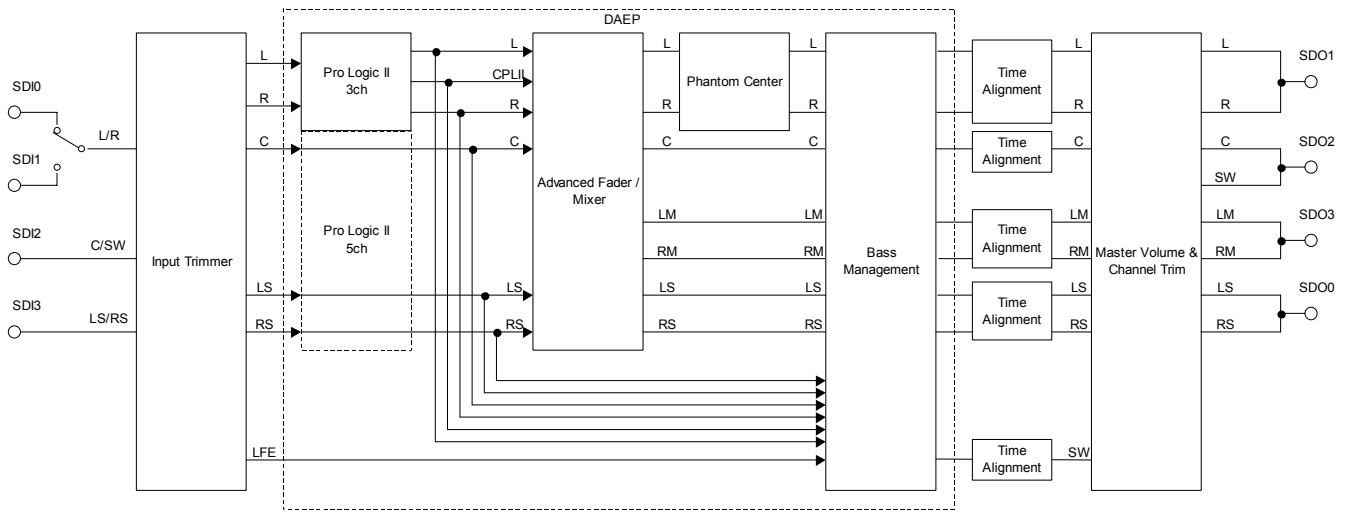 DAEP
SDI0
SDI1
L/R
SDI2
C/SW
SDI3
LS/RS
Input Trimmer
L
R
C
LS
RS
LFE
Pro Logic II
3ch
Pro Logic II
5ch
L
CPLII
R
C
LS
RS
Advanced Fader /
Mixer
L
R
C
LM
RM
LS
RS
Phantom Center
L
R
C
LM
RM
LS
RS
Bass
Management
Time
Alignment
Time
Alignment
Time
Alignment
Time
Alignment
Time
Alignment
L
R
C
LM
RM
LS
RS
SW
Master Volume &
Channel Trim
L
R
C
SW
LM
RM
LS
RS
SDO1
SDO2
SDO3
SDO0